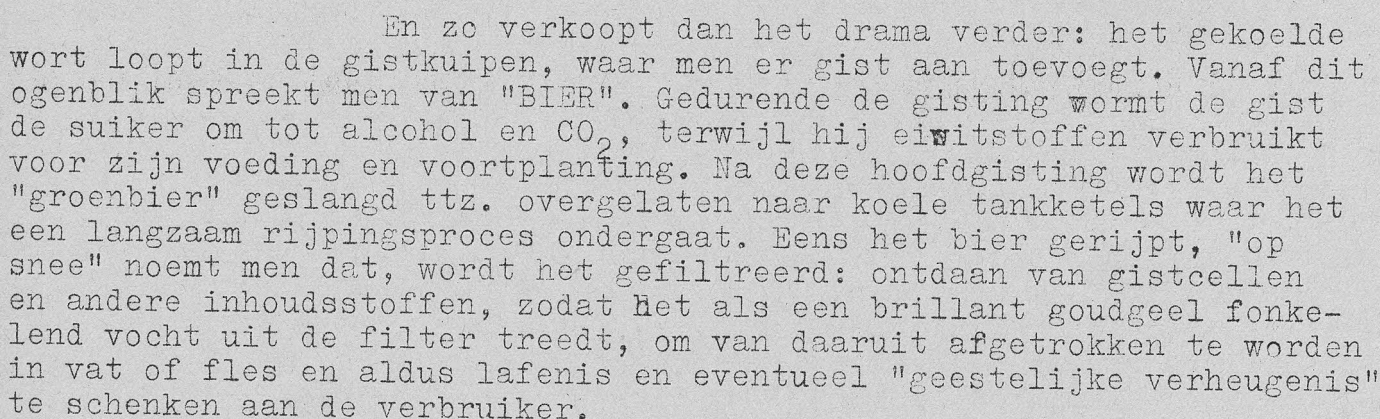 En zo verkoopt dan het drama verder: het gekoelde
wort loopt in de gistkuipen, waar men er gist aan toevoegt. Vanaf dit
ogenblik spreekt men van "BIER". Gedurende de gisting wormt de gist
de suiker om tot alcohol en CO₂, terwijl hij eiwitstoffen verbruikt
voor zijn voeding en voortplanting. Na deze hoofdgisting wordt het
"groenbier" geslangd ttz. overgelaten naar koele tankketels waar het
een langzaam rijpingsproces ondergaat. Eens het bier gerijpt, "op
snee" noemt men dat, wordt het gefiltreerd: ontdaan van gistcellen
en andere inhoudsstoffen, zodat het als een brillant goudgeel fonke-
lend vocht uit de filter treedt, om van daaruit afgetrokken te worden
in vat of fles en aldus lafenis en eventueel "geestelijke verheugenis"
te schenken aan de verbruiker.